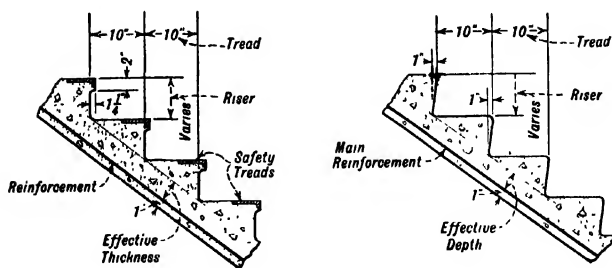 10" 10"
Tread
2"
1 1/4"
Riser
Varies
Safety
Treads
Reinforcement
1"
Effective
Thickness
10" 10"
Tread
1"
1"
Riser
Varies
Main
Reinforcement
1"
Effective
Depth